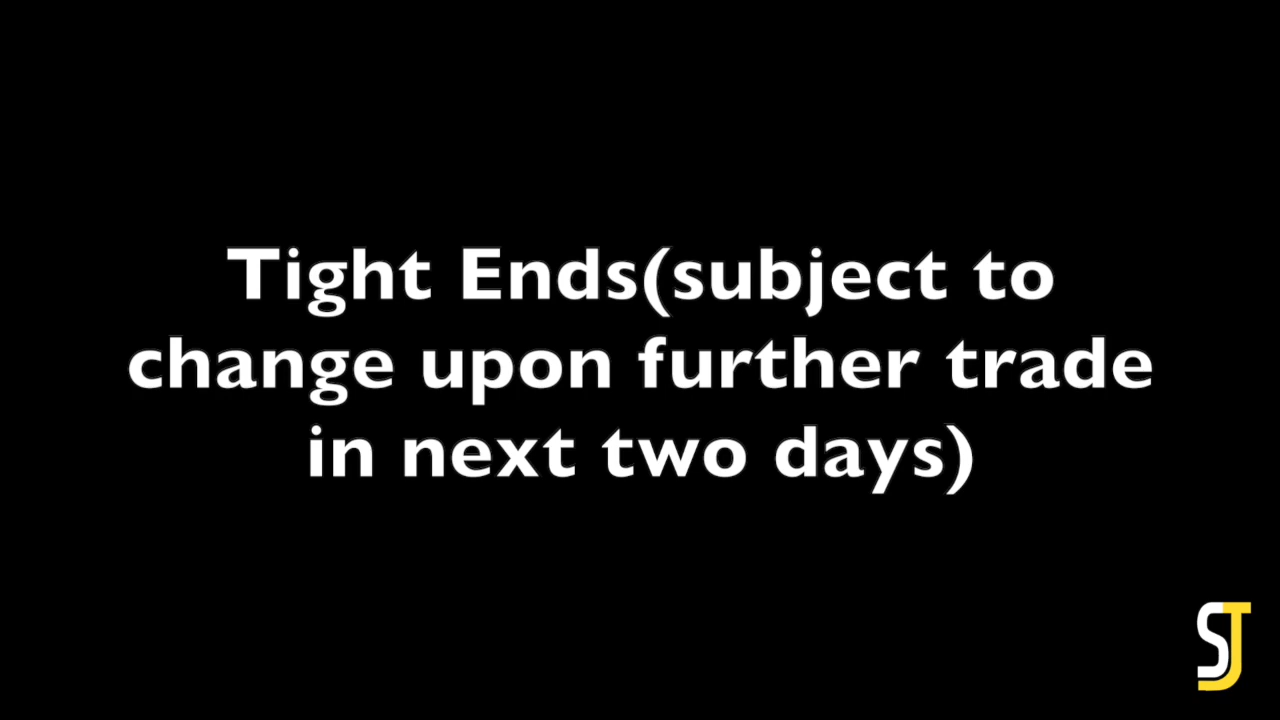 Tight Ends(subject to
change upon further trade
in next two days)
SJ